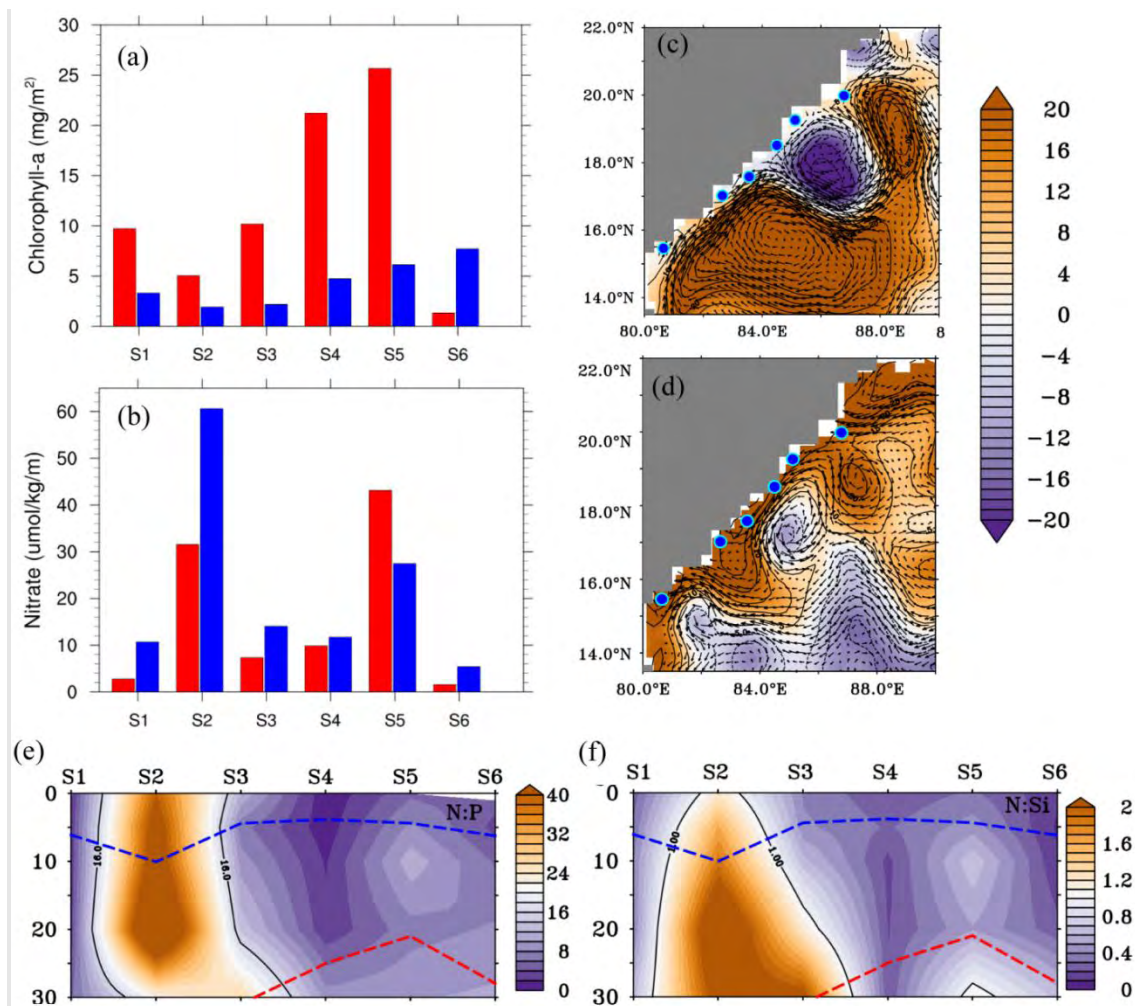 (a)
30
25
20
15
10
5
0
Chlorophyll-a (mg/m²)
S1 S2 S3 S4 S5 S6
(b)
60
50
40
30
20
10
0
Nitrate (umol/kg/m)
S1 S2 S3 S4 S5 S6
(c)
22.0°N
20.0°N
18.0°N
16.0°N
14.0°N
80.0°E 84.0°E 88.0°E 8
(d)
22.0°N
20.0°N
18.0°N
16.0°N
14.0°N
80.0°E 84.0°E 88.0°E
20
16
12
8
4
0
−4
−8
−12
−16
−20
(e)
S1 S2 S3 S4 S5 S6
N:P
0
10
20
30
16.0
16.0
40
32
24
16
8
0
(f)
S1 S2 S3 S4 S5 S6
N:Si
0
10
20
30
1.00
2
1.6
1.2
0.8
0.4
0